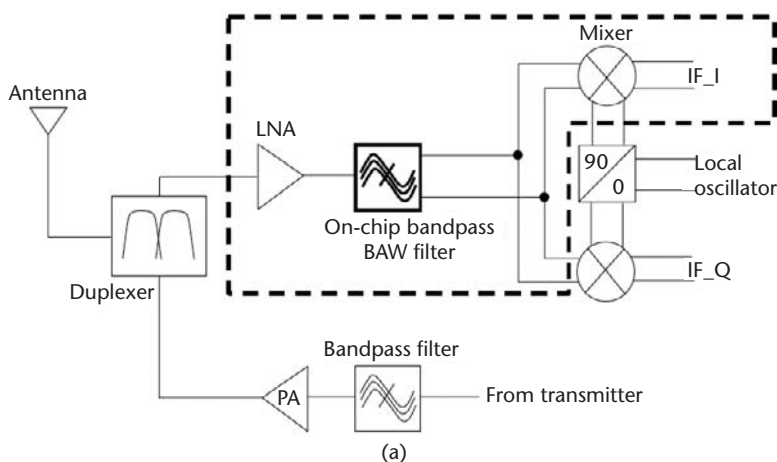 Mixer
Antenna
IF_I
LNA
90
0
Local
oscillator
On-chip bandpass
BAW filter
Duplexer
IF_Q
Bandpass filter
PA
From transmitter
(a)